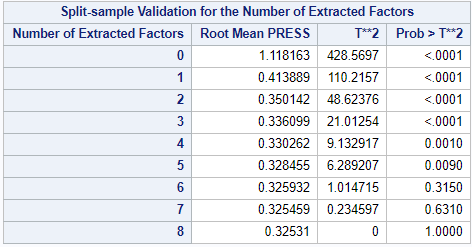 Split-sample Validation for the Number of Extracted Factors
Number of Extracted Factors Root Mean PRESS T**2 Prob > T**2
0 1.118163 428.5697 <.0001
1 0.413889 110.2157 <.0001
2 0.350142 48.62376 <.0001
3 0.336099 21.01254 <.0001
4 0.330262 9.132917 0.0010
5 0.328455 6.289207 0.0090
6 0.325932 1.014715 0.3150
7 0.325459 0.234597 0.6310
8 0.32531 0 1.0000